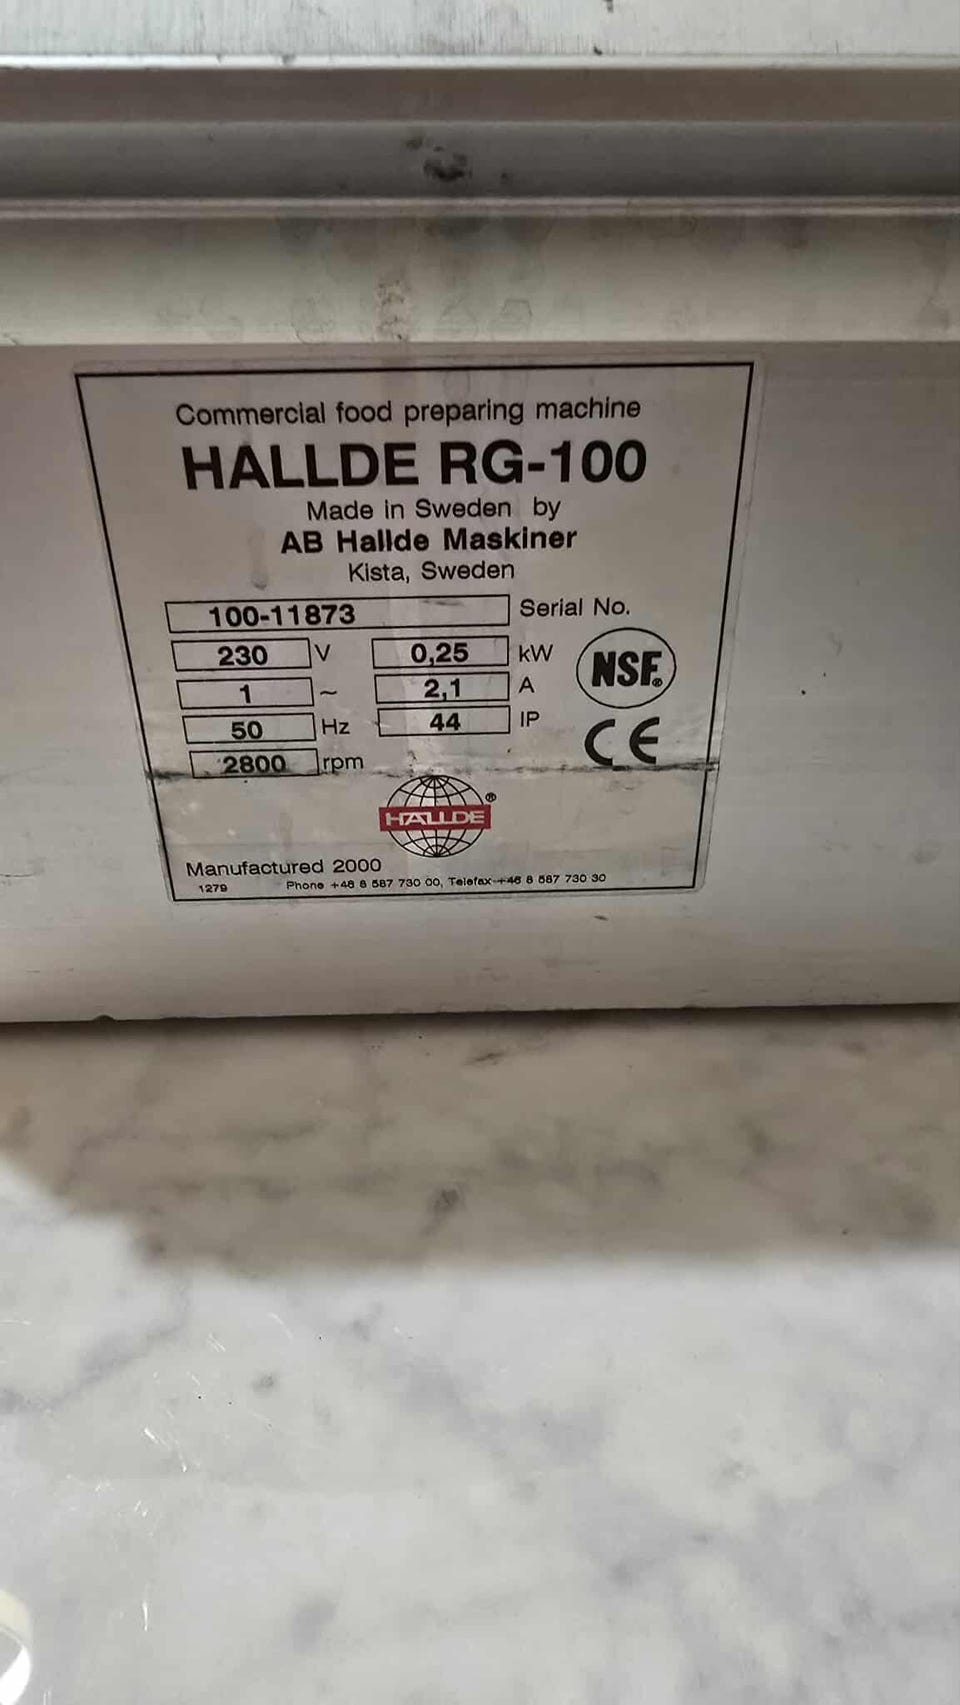 Commercial food preparing machine
HALLDE RG-100
Made in Sweden by
AB Hallde Maskiner
Kista, Sweden
100-11873 Serial No.
230 V 0,25 kW
1 ~ 2,1 A
50 Hz 44 IP
2800 rpm
NSF®
CE
HALLDE ®
Manufactured 2000
1279 Phone +46 8 587 730 00, Telefax +46 8 587 730 30